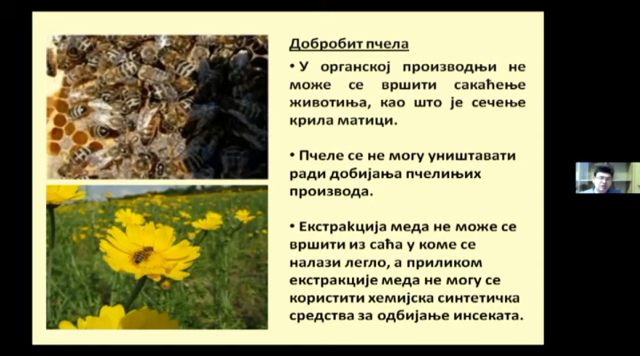 Добробит пчела
• У органској производњи не
може се вршити сакаћење
животиња, као што је сечење
крила матици.
• Пчеле се не могу уништавати
ради добијања пчелињих
производа.
• Екстракција меда не може се
вршити из саћа у коме се
налази легло, а приликом
екстракције меда не могу се
користити хемијска синтетичка
средства за одбијање инсеката.